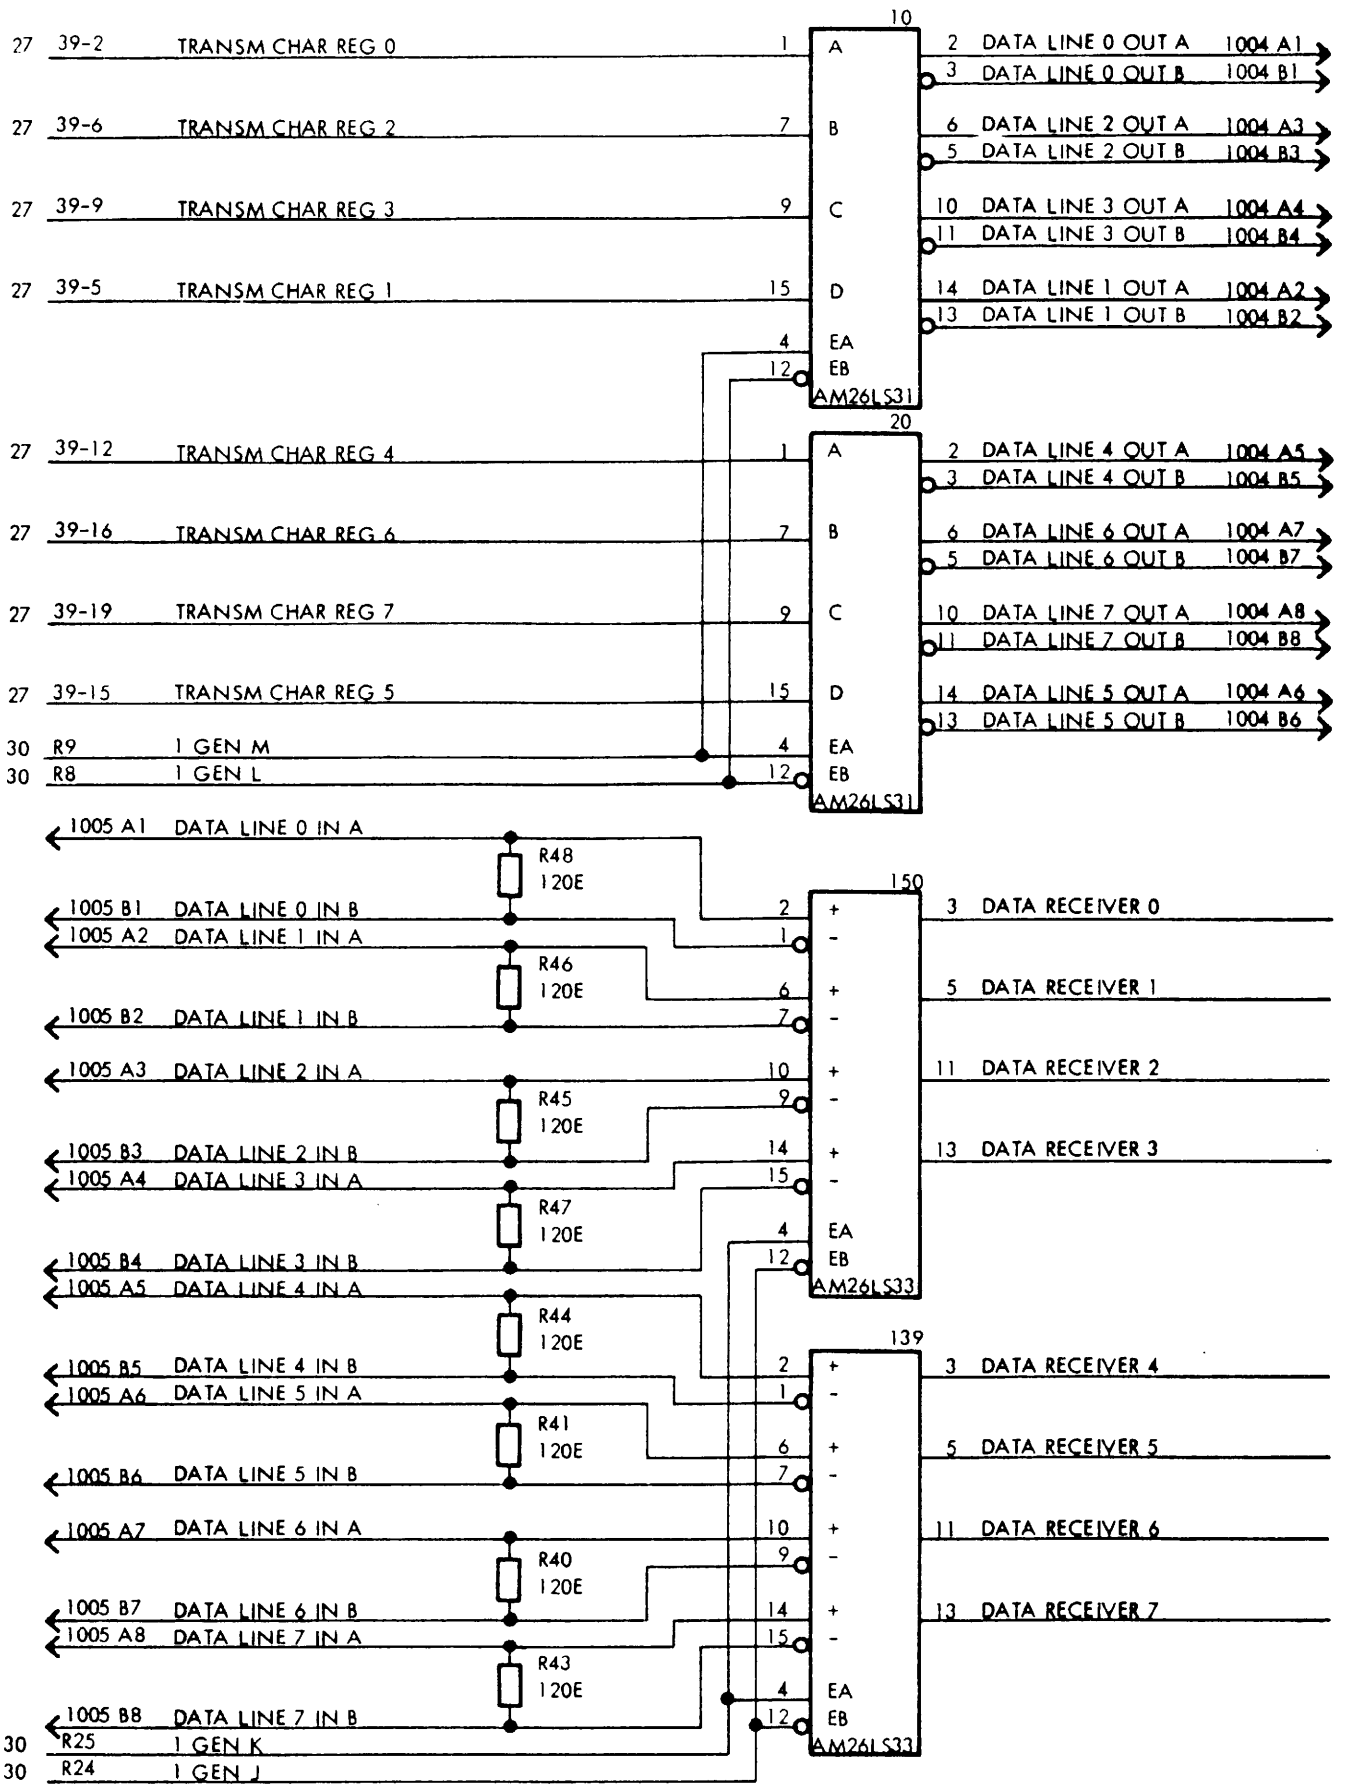 10
27 39-2 TRANSM CHAR REG 0 1 A 2 DATA LINE 0 OUT A 1004 A1
3 DATA LINE 0 OUT B 1004 B1
27 39-6 TRANSM CHAR REG 2 7 B 6 DATA LINE 2 OUT A 1004 A3
5 DATA LINE 2 OUT B 1004 B3
27 39-9 TRANSM CHAR REG 3 9 C 10 DATA LINE 3 OUT A 1004 A4
11 DATA LINE 3 OUT B 1004 B4
27 39-5 TRANSM CHAR REG 1 15 D 14 DATA LINE 1 OUT A 1004 A2
13 DATA LINE 1 OUT B 1004 B2
4 EA
12 EB
AM26LS31
20
27 39-12 TRANSM CHAR REG 4 1 A 2 DATA LINE 4 OUT A 1004 A5
3 DATA LINE 4 OUT B 1004 B5
27 39-16 TRANSM CHAR REG 6 7 B 6 DATA LINE 6 OUT A 1004 A7
5 DATA LINE 6 OUT B 1004 B7
27 39-19 TRANSM CHAR REG 7 9 C 10 DATA LINE 7 OUT A 1004 A8
11 DATA LINE 7 OUT B 1004 B8
27 39-15 TRANSM CHAR REG 5 15 D 14 DATA LINE 5 OUT A 1004 A6
13 DATA LINE 5 OUT B 1004 B6
30 R9 1 GEN M 4 EA
30 R8 1 GEN L 12 EB
AM26LS31
1005 A1 DATA LINE 0 IN A
R48
120E
150
1005 B1 DATA LINE 0 IN B 2 + 3 DATA RECEIVER 0
1005 A2 DATA LINE 1 IN A 1 -
R46
120E 6 + 5 DATA RECEIVER 1
1005 B2 DATA LINE 1 IN B 7 -
1005 A3 DATA LINE 2 IN A 10 + 11 DATA RECEIVER 2
R45 9 -
120E
1005 B3 DATA LINE 2 IN B 14 + 13 DATA RECEIVER 3
1005 A4 DATA LINE 3 IN A 15 -
R47
120E 4 EA
1005 B4 DATA LINE 3 IN B 12 EB
1005 A5 DATA LINE 4 IN A AM26LS33
R44
120E
139
1005 B5 DATA LINE 4 IN B 2 + 3 DATA RECEIVER 4
1005 A6 DATA LINE 5 IN A 1 -
R41
120E 6 + 5 DATA RECEIVER 5
1005 B6 DATA LINE 5 IN B 7 -
1005 A7 DATA LINE 6 IN A 10 + 11 DATA RECEIVER 6
R40 9 -
120E
1005 B7 DATA LINE 6 IN B 14 + 13 DATA RECEIVER 7
1005 A8 DATA LINE 7 IN A 15 -
R43
120E 4 EA
1005 B8 DATA LINE 7 IN B 12 EB
30 R25 1 GEN K AM26LS33
30 R24 1 GEN J